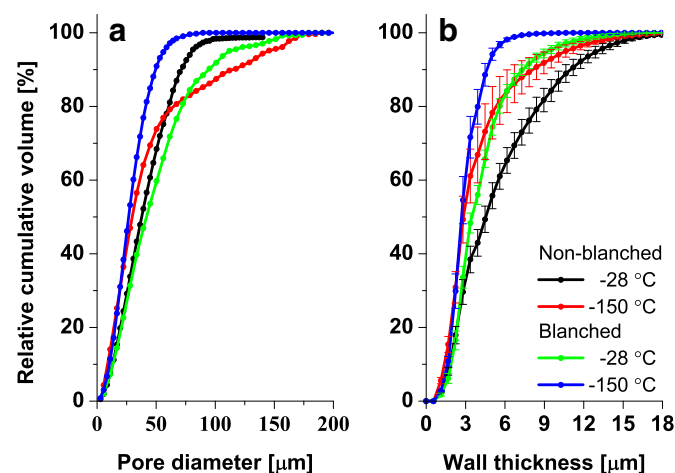 a
b
Relative cumulative volume [%]
100
80
60
40
20
0
0
50
100
150
200
Pore diameter [μm]
100
80
60
40
20
0
0
3
6
9
12
15
18
Wall thickness [μm]
Non-blanched
-28 °C
-150 °C
Blanched
-28 °C
-150 °C